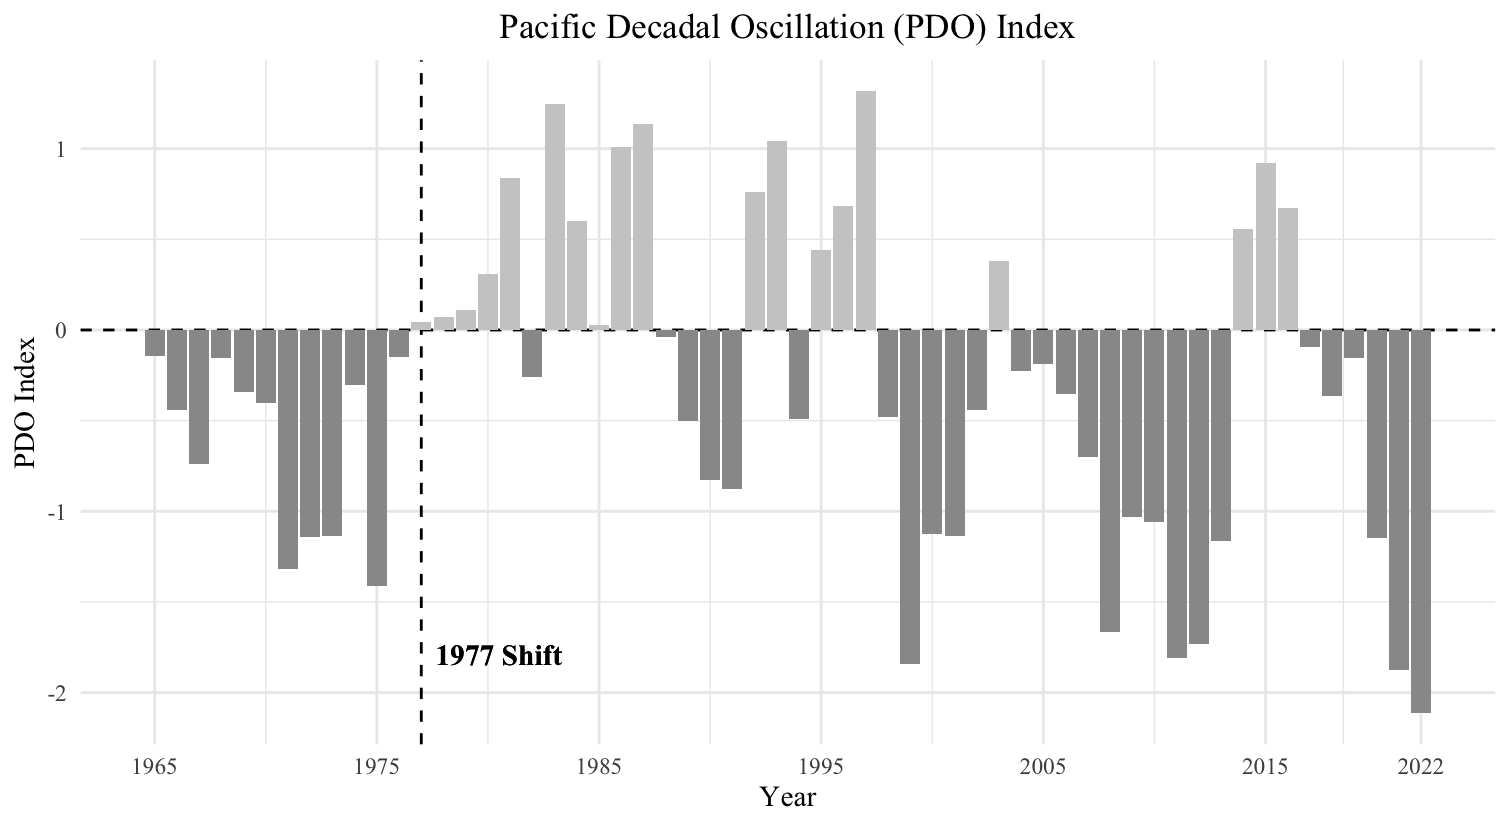 Pacific Decadal Oscillation (PDO) Index
PDO Index
1
0
-1
-2
1977 Shift
1965 1975 1985 1995 2005 2015 2022
Year